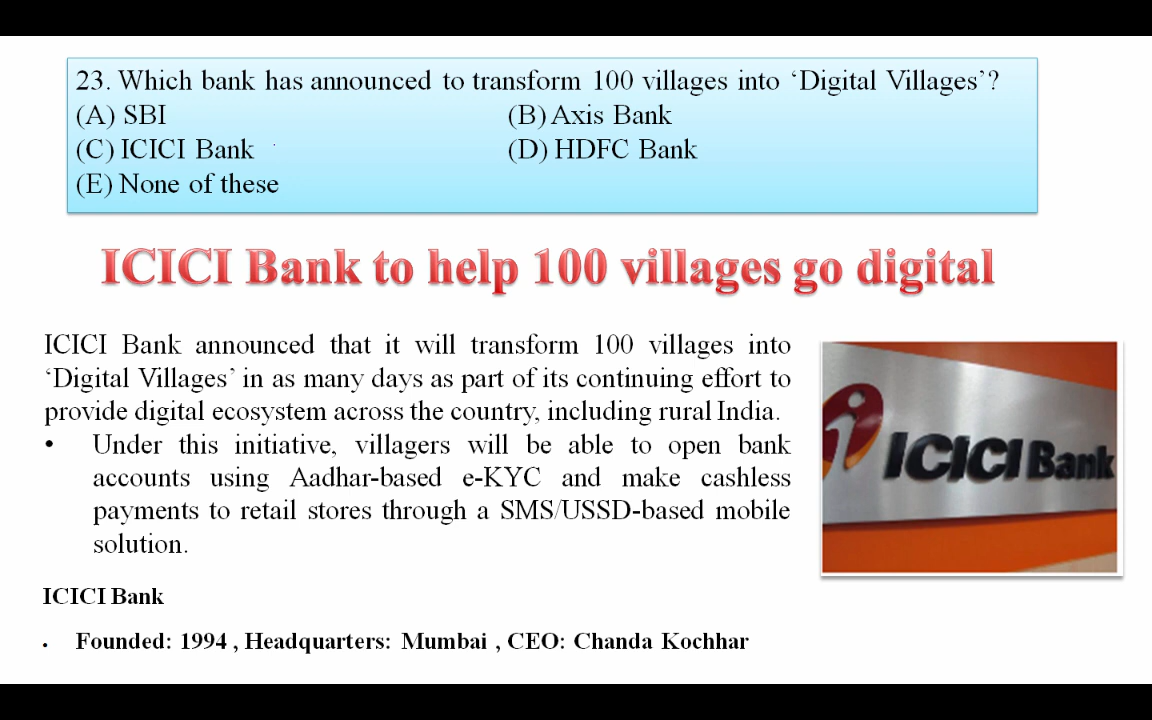 23. Which bank has announced to transform 100 villages into ‘Digital Villages’?
(A) SBI (B) Axis Bank
(C) ICICI Bank (D) HDFC Bank
(E) None of these
ICICI Bank to help 100 villages go digital
ICICI Bank announced that it will transform 100 villages into
‘Digital Villages’ in as many days as part of its continuing effort to
provide digital ecosystem across the country, including rural India.
• Under this initiative, villagers will be able to open bank
accounts using Aadhar-based e-KYC and make cashless
payments to retail stores through a SMS/USSD-based mobile
solution.
ICICI Bank
ICICI Bank
• Founded: 1994 , Headquarters: Mumbai , CEO: Chanda Kochhar